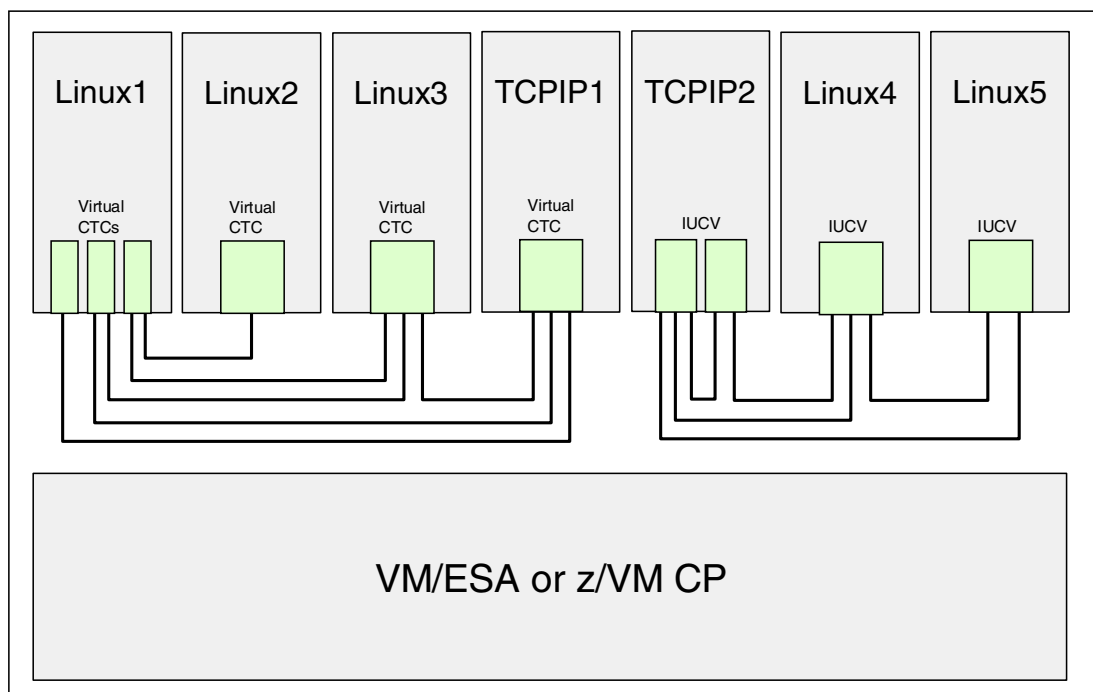 Linux1
Linux2
Linux3
TCPIP1
TCPIP2
Linux4
Linux5
Virtual
CTCs
Virtual
CTC
Virtual
CTC
Virtual
CTC
IUCV
IUCV
IUCV
VM/ESA or z/VM CP